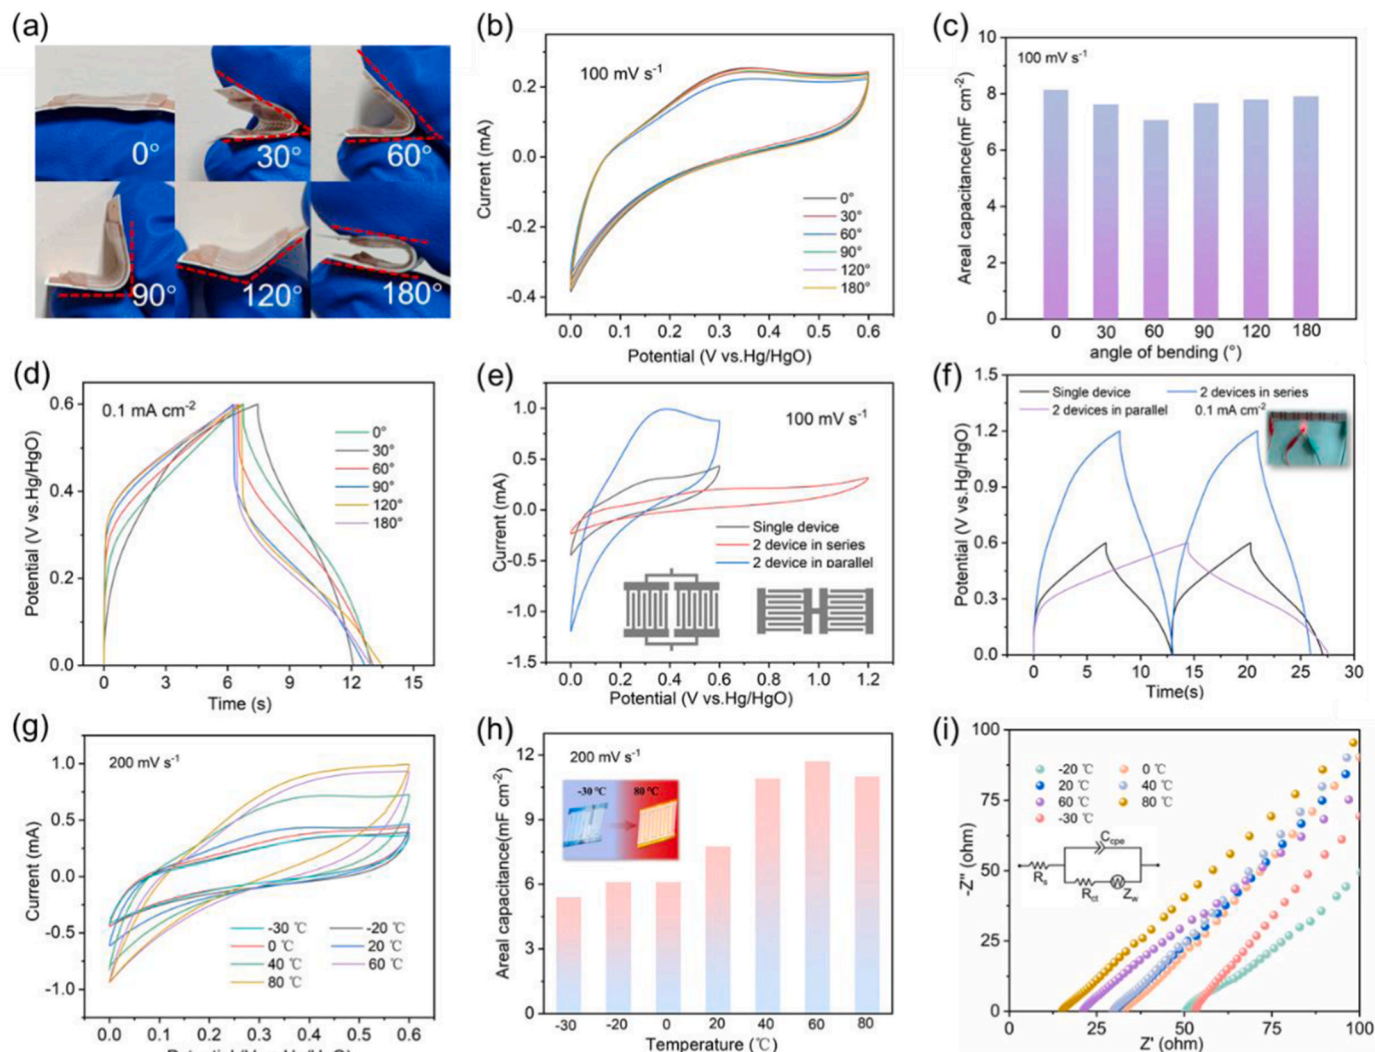 (a)
0°
30°
60°
90°
120°
180°
(b)
100 mV s⁻¹
0.2
0.0
-0.2
-0.4
Current (mA)
0°
30°
60°
90°
120°
180°
0.0 0.1 0.2 0.3 0.4 0.5 0.6
Potential (V vs.Hg/HgO)
(c)
100 mV s⁻¹
10
8
6
4
2
0
Areal capacitance(mF cm⁻²)
0 30 60 90 120 180
angle of bending (°)
(d)
0.1 mA cm⁻²
0.6
0.4
0.2
0.0
Potential (V vs.Hg/HgO)
0°
30°
60°
90°
120°
180°
0 3 6 9 12 15
Time (s)
(e)
100 mV s⁻¹
1.0
0.5
0.0
-0.5
-1.0
-1.5
Current (mA)
Single device
2 device in series
2 device in parallel
0.0 0.2 0.4 0.6 0.8 1.0 1.2
Potential (V vs.Hg/HgO)
(f)
1.5
1.2
0.9
0.6
0.3
0.0
Potential (V vs.Hg/HgO)
Single device 2 devices in series
2 devices in parallel 0.1 mA cm⁻²
0 5 10 15 20 25 30
Time(s)
(g)
200 mV s⁻¹
1.0
0.5
0.0
-0.5
-1.0
Current (mA)
-30 ℃ -20 ℃
0 ℃ 20 ℃
40 ℃ 60 ℃
80 ℃
0.0 0.1 0.2 0.3 0.4 0.5 0.6
(h)
200 mV s⁻¹
12
9
6
3
0
Areal capacitance(mF cm⁻²)
-30 ℃ 80 ℃
-30 -20 0 20 40 60 80
Temperature (℃)
(i)
100
75
50
25
0
-Z'' (ohm)
-20 ℃ 0 ℃
20 ℃ 40 ℃
60 ℃ 80 ℃
-30 ℃
Ccpe
Rs
Rct Zw
0 25 50 75 100
Z' (ohm)